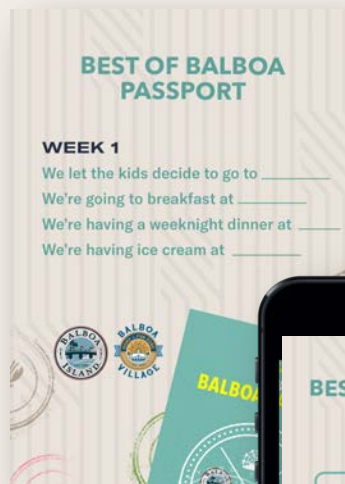 BEST OF BALBOA
PASSPORT
WEEK 1
We let the kids decide to go to
We're going to breakfast at
We're having a weeknight dinner at
We're having ice cream at
BALBOA
ISLAND
BALBOA
VILLAGE
BALBOA
BES